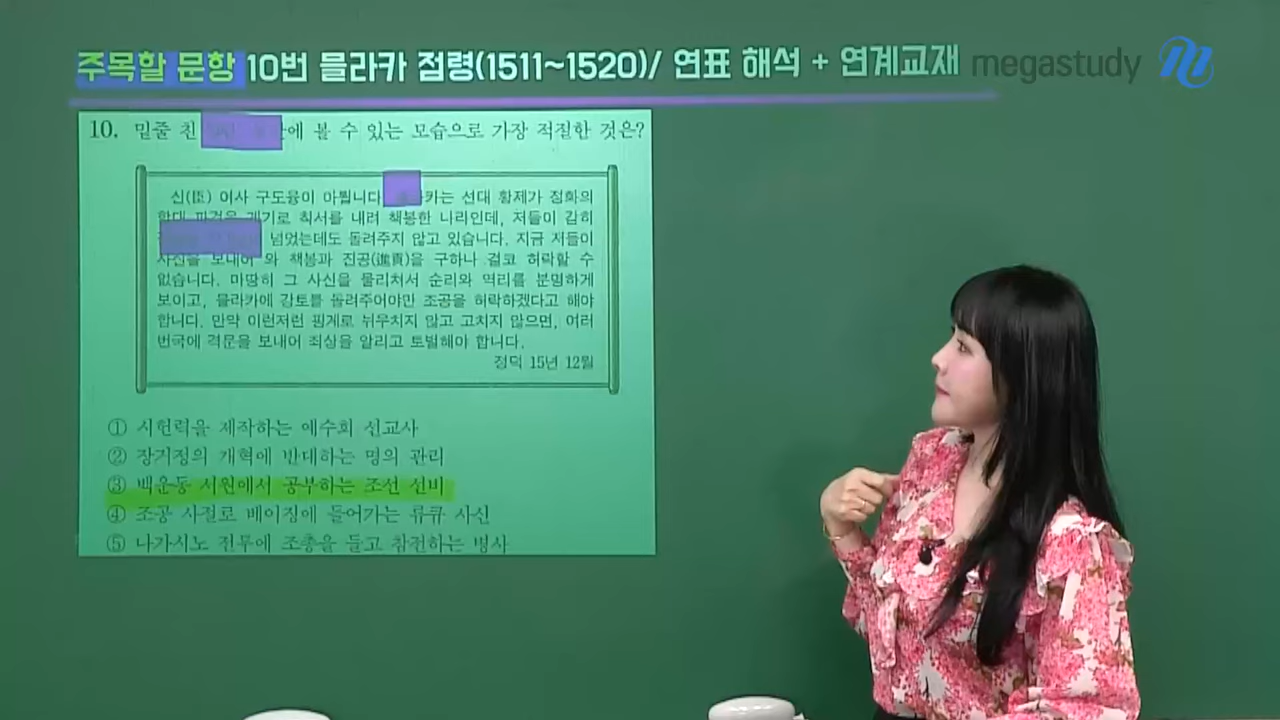 주목할 문항 10번 믈라카 점령(1511~1520)/ 연표 해석 + 연계교재
megastudy
10. 밑줄 친 에 볼 수 있는 모습으로 가장 적절한 것은?
신(臣) 어사 구도융이 아뢉니다. 카는 선대 황제가 정화의
계기로 칙서를 내려 책봉한 나리인데, 저들이 감히
넘었는데도 돌려주지 않고 있습니다. 지금 저들이
사신을 보내어 와 책봉과 진공(進貢)을 구하나 결코 허락할 수
없습니다. 마땅히 그 사신을 물리쳐서 순리와 역리를 분명하게
보이고, 믈라카에 강토를 돌려주어야만 조공을 허락하겠다고 해야
합니다. 만약 이런저런 핑계로 뉘우치지 않고 고치지 않으면, 여러
번국에 격문을 보내어 죄상을 알리고 토벌해야 합니다.
정덕 15년 12월
① 시헌력을 제작하는 예수회 선교사
② 장거정의 개혁에 반대하는 명의 관리
③ 백운동 서원에서 공부하는 조선 선비
④ 조공 사절로 베이징에 들어가는 류큐 사신
⑤ 나가시노 전투에 조총을 들고 참전하는 병사